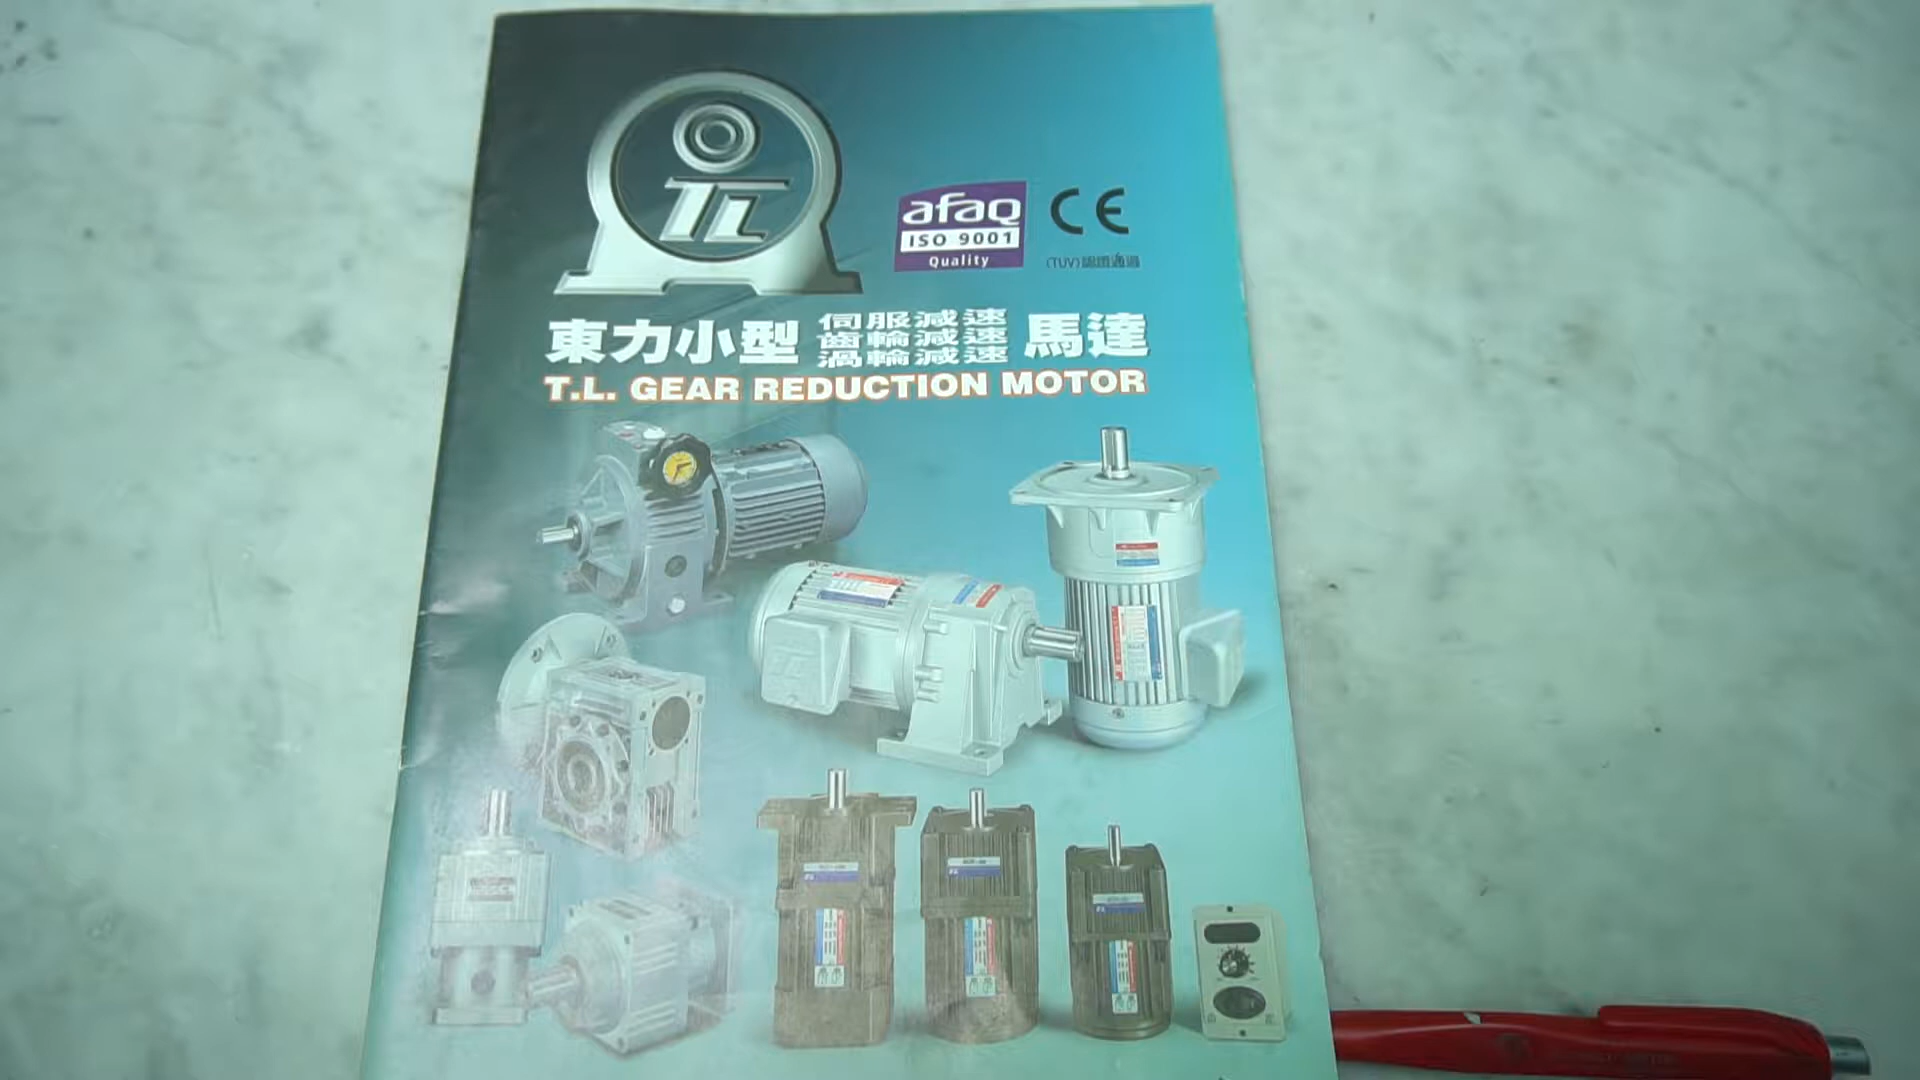 TL
afaq
ISO 9001
Quality
CE
(TUV)認證通過
東力小型 伺服減速 馬達
齒輪減速
渦輪減速
T.L. GEAR REDUCTION MOTOR